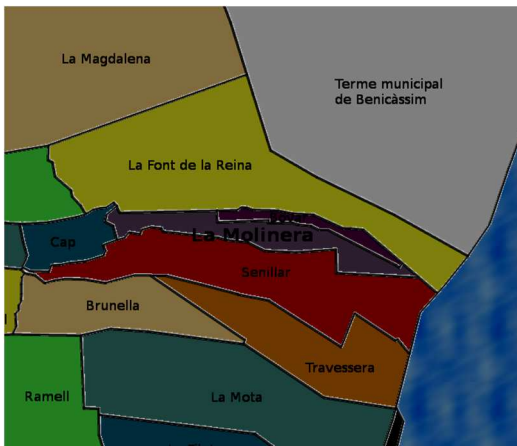 La Magdalena
Terme municipal
de Benicàssim
La Font de la Reina
La Molinera
Cap
Senillar
Brunella
Travessera
Ramell
La Mota